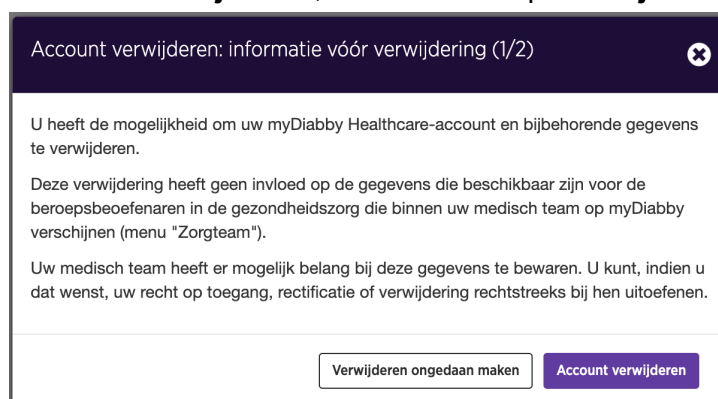 Account verwijderen: informatie vóór verwijdering (1/2)
U heeft de mogelijkheid om uw myDiabby Healthcare-account en bijbehorende gegevens
te verwijderen.
Deze verwijdering heeft geen invloed op de gegevens die beschikbaar zijn voor de
beroepsbeoefenaren in de gezondheidszorg die binnen uw medisch team op myDiabby
verschijnen (menu "Zorgteam").
Uw medisch team heeft er mogelijk belang bij deze gegevens te bewaren. U kunt, indien u
dat wenst, uw recht op toegang, rectificatie of verwijdering rechtstreeks bij hen uitoefenen.
Verwijderen ongedaan maken
Account verwijderen